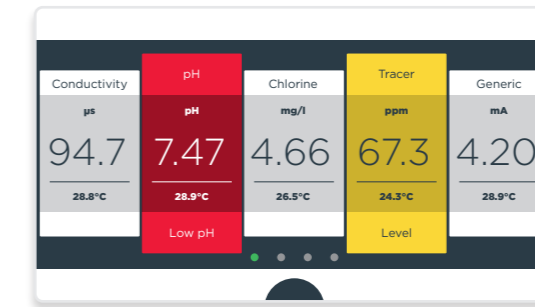 Conductivity
µs
94.7
28.8°C
pH
pH
7.47
28.9°C
Low pH
Chlorine
mg/l
4.66
26.5°C
Tracer
ppm
67.3
24.3°C
Level
Generic
mA
4.20
28.9°C